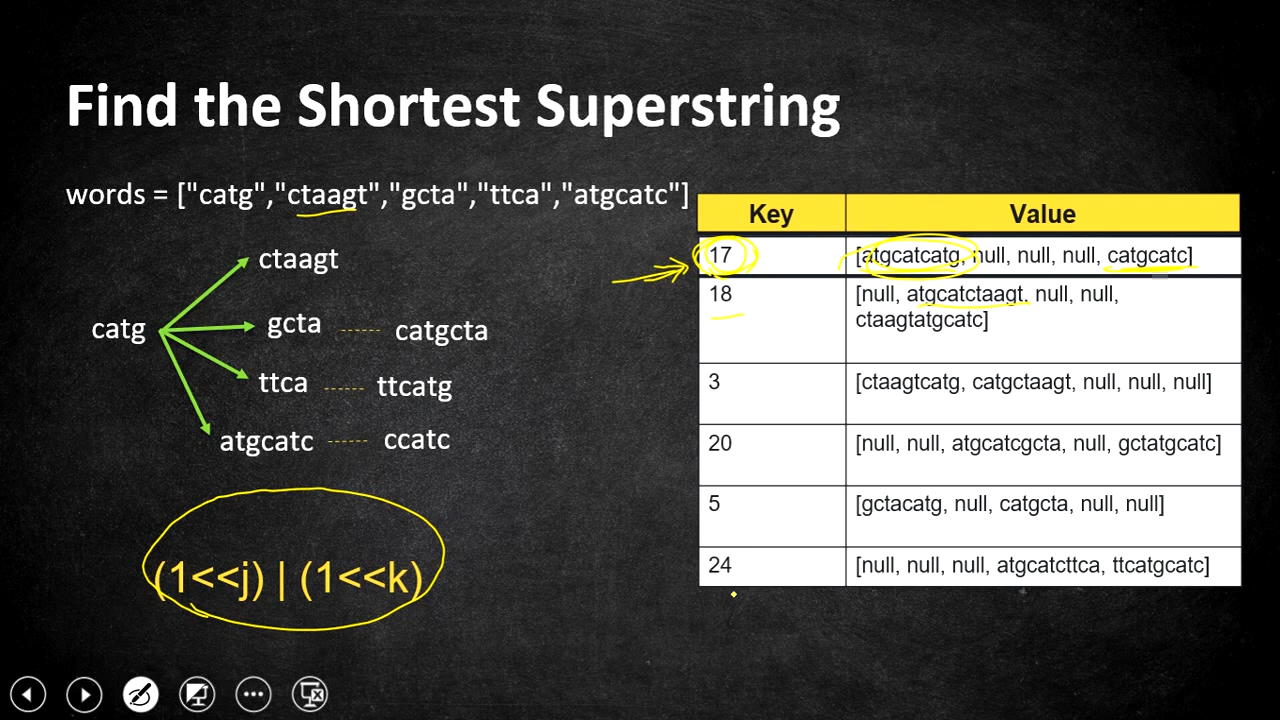 Find the Shortest Superstring
words = ["catg","ctaagt","gcta","ttca","atgcatc"]
catg
ctaagt
gcta ------ catgcta
ttca ------ ttcatg
atgcatc ------ ccatc
(1<<j) | (1<<k)
Key Value
17 [atgcatcatg, null, null, null, catgcatc]
18 [null, atgcatctaagt. null, null,
ctaagtatgcatc]
3 [ctaagtcatg, catgctaagt, null, null, null]
20 [null, null, atgcatcgcta, null, gctatgcatc]
5 [gctacatg, null, catgcta, null, null]
24 [null, null, null, atgcatcttca, ttcatgcatc]